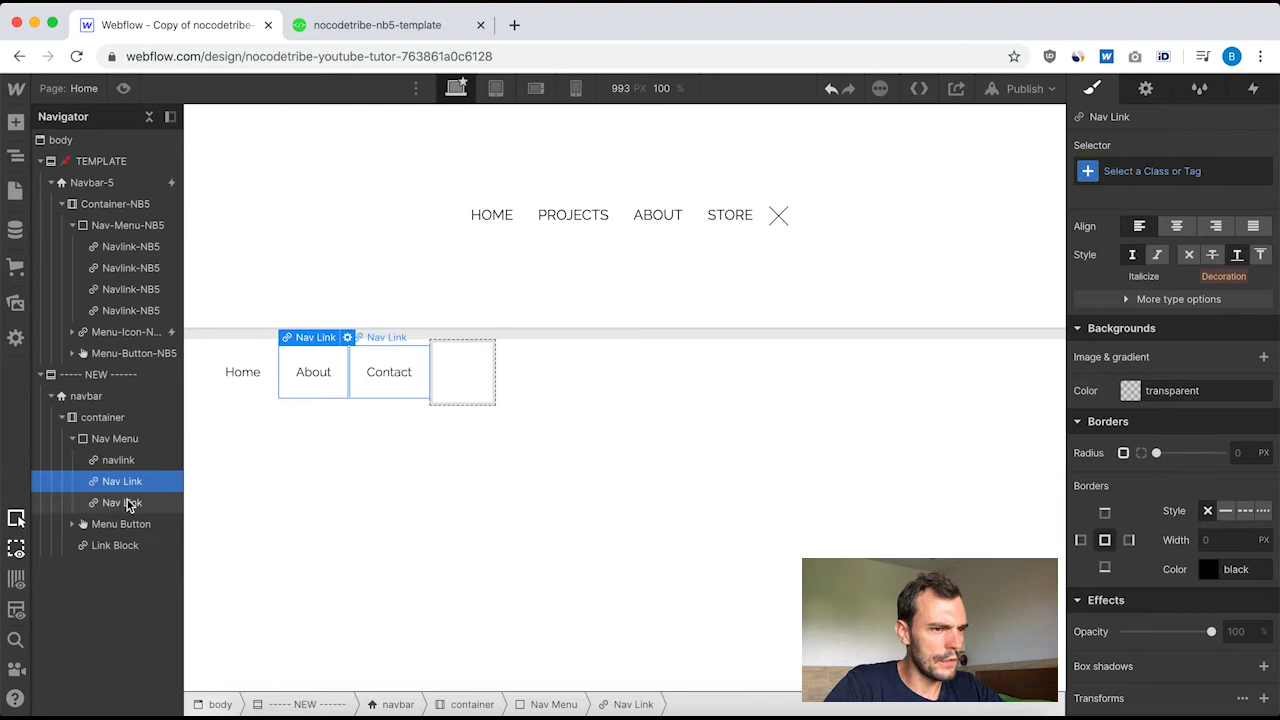 Webflow - Copy of nocodetribe-
nocodetribe-nb5-template
webflow.com/design/nocodetribe-youtube-tutor-763861a0c6128
Page: Home
993 PX 100 %
Publish
Navigator
body
TEMPLATE
Navbar-5
Container-NB5
Nav-Menu-NB5
Navlink-NB5
Navlink-NB5
Navlink-NB5
Navlink-NB5
Menu-Icon-N...
Menu-Button-NB5
----- NEW ------
navbar
container
Nav Menu
navlink
Nav Link
Nav Link
Menu Button
Link Block
HOME PROJECTS ABOUT STORE
Nav Link Nav Link
Home About Contact
body ----- NEW ------ navbar container Nav Menu Nav Link
Nav Link
Selector
Select a Class or Tag
Align
Style
Italicize Decoration
More type options
Backgrounds
Image & gradient
Color transparent
Borders
Radius 0 PX
Borders
Style
Width 0 PX
Color black
Effects
Opacity 100 %
Box shadows
Transforms